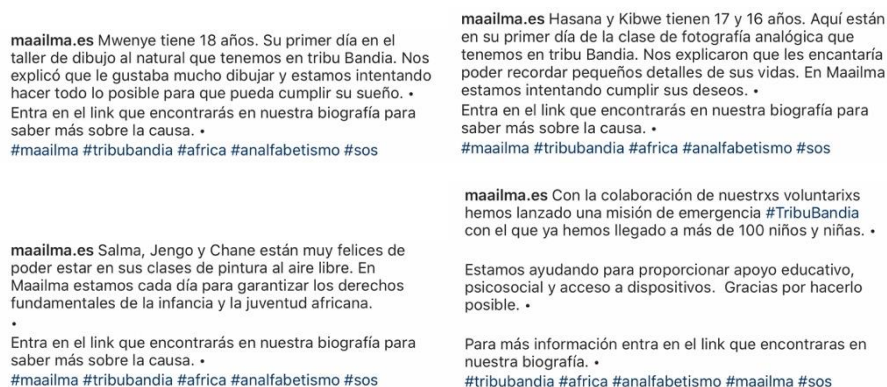 maailma.es Mwenye tiene 18 años. Su primer día en el
taller de dibujo al natural que tenemos en tribu Bandia. Nos
explicó que le gustaba mucho dibujar y estamos intentando
hacer todo lo posible para que pueda cumplir su sueño. •
Entra en el link que encontrarás en nuestra biografía para
saber más sobre la causa. •
#maailma #tribubandia #africa #analfabetismo #sos
maailma.es Hasana y Kibwe tienen 17 y 16 años. Aquí están
en su primer día de la clase de fotografía analógica que
tenemos en tribu Bandia. Nos explicaron que les encantaría
poder recordar pequeños detalles de sus vidas. En Maailma
estamos intentando cumplir sus deseos. •
Entra en el link que encontrarás en nuestra biografía para
saber más sobre la causa. •
#maailma #tribubandia #africa #analfabetismo #sos
maailma.es Salma, Jengo y Chane están muy felices de
poder estar en sus clases de pintura al aire libre. En
Maailma estamos cada día para garantizar los derechos
fundamentales de la infancia y la juventud africana.
•
Entra en el link que encontrarás en nuestra biografía para
saber más sobre la causa. •
#maailma #tribubandia #africa #analfabetismo #sos
maailma.es Con la colaboración de nuestrxs voluntarixs
hemos lanzado una misión de emergencia #TribuBandia
con el que ya hemos llegado a más de 100 niños y niñas. •
Estamos ayudando para proporcionar apoyo educativo,
psicosocial y acceso a dispositivos. Gracias por hacerlo
posible. •
Para más información entra en el link que encontraras en
nuestra biografía. •
#tribubandia #africa #analfabetismo #maailma #sos